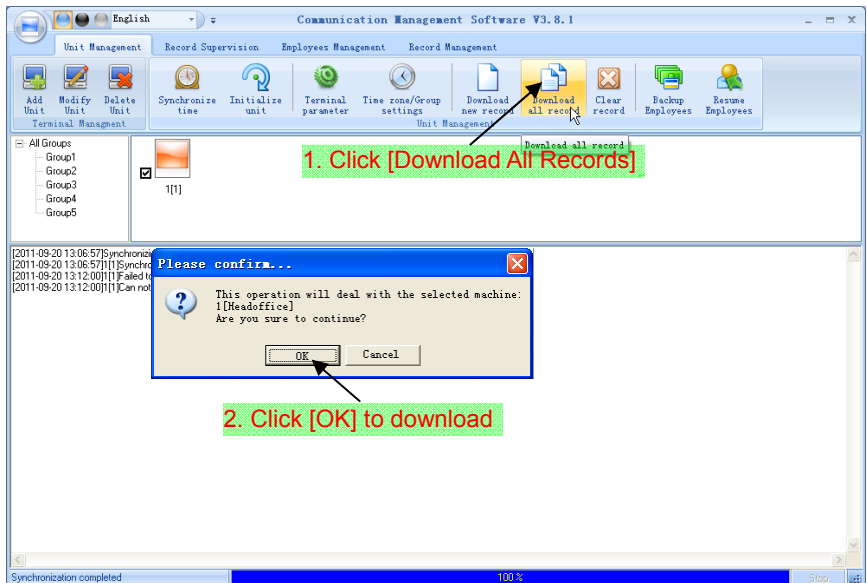 English
Communication Management Software V3.8.1
Unit Management Record Supervision Employees Management Record Management
Add Unit
Modify Unit
Delete Unit
Synchronize time
Initialize unit
Terminal parameter
Time zone/Group settings
Download new record
Download all record
Clear record
Backup Employees
Resume Employees
Terminal Managment
Unit Management
Download all record
1. Click [Download All Records]
All Groups
Group1
Group2
Group3
Group4
Group5
1[1]
[2011-09-20 13:06:57]Synchronizi
[2011-09-20 13:06:57]1[1]Synchro
[2011-09-20 13:12:00]1[1]Failed to
[2011-09-20 13:12:00]1[1]Can not
Please confirm...
This operation will deal with the selected machine:
1[Headoffice]
Are you sure to continue?
OK Cancel
2. Click [OK] to download
Synchronization completed
100 %
Stop